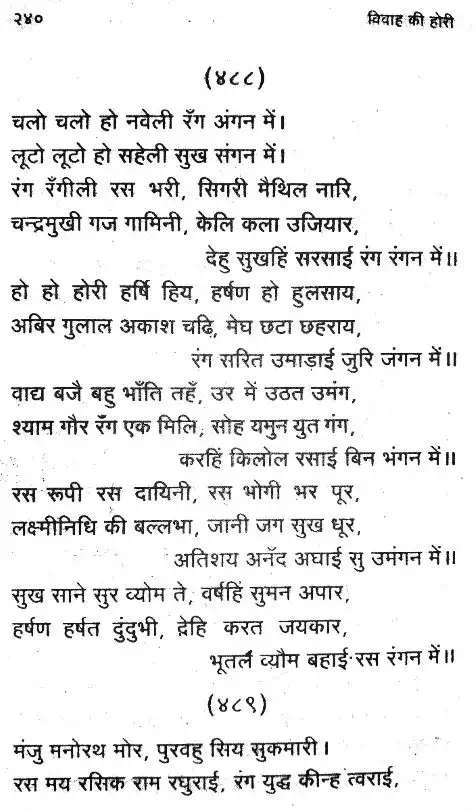 २४० विवाह की होरी
(४८८)
चलो चलो हो नवेली रँग अंगन में।
लूटो लूटो हो सहेली सुख संगन में।
रंग रँगीली रस भरी, सिगरी मैथिल नारि,
चन्द्रमुखी गज गामिनी, केलि कला उजियार,
देहु सुखहिं सरसाई रंग रंगन में॥
हो हो होरी हर्षि हिय, हर्षण हो हुलसाय,
अबिर गुलाल अकाश चढ़ि, मेघ छटा छहराय,
रंग सरित उमाड़ाई जुरि जंगन में॥
वाद्य बजै बहु भाँति तहँ, उर में उठत उमंग,
श्याम गौर रँग एक मिलि, सोह यमुन युत गंग,
करहिं किलोल रसाई बिन भंगन में॥
रस रूपी रस दायिनी, रस भोगी भर पूर,
लक्ष्मीनिधि की बल्लभा, जानी जग सुख धूर,
अतिशय अनँद अघाई सु उमंगन में॥
सुख साने सुर व्योम ते, वर्षहिं सुमन अपार,
हर्षण हर्षत दुंदुभी, देहि करत जयकार,
भूतल व्यौम बहाई रस रंगन में॥
(४८९)
मंजु मनोरथ मोर, पुरवहु सिय सुकमारी।
रस मय रसिक राम रघुराई, रंग युद्ध कीन्ह त्वराई,